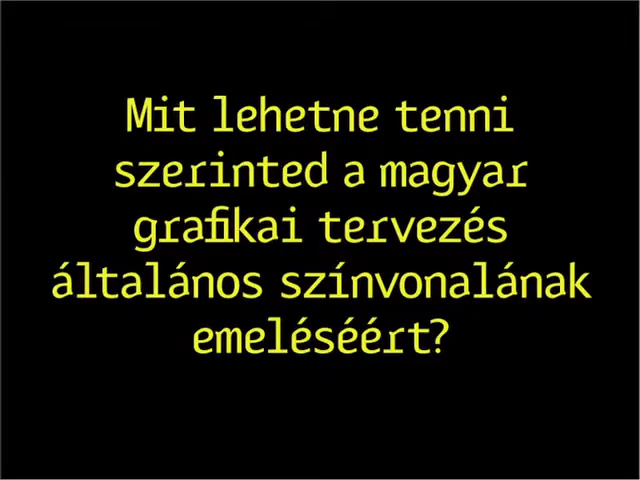 Mit lehetne tenni
szerinted a magyar
grafikai tervezés
általános színvonalának
emeléséért?